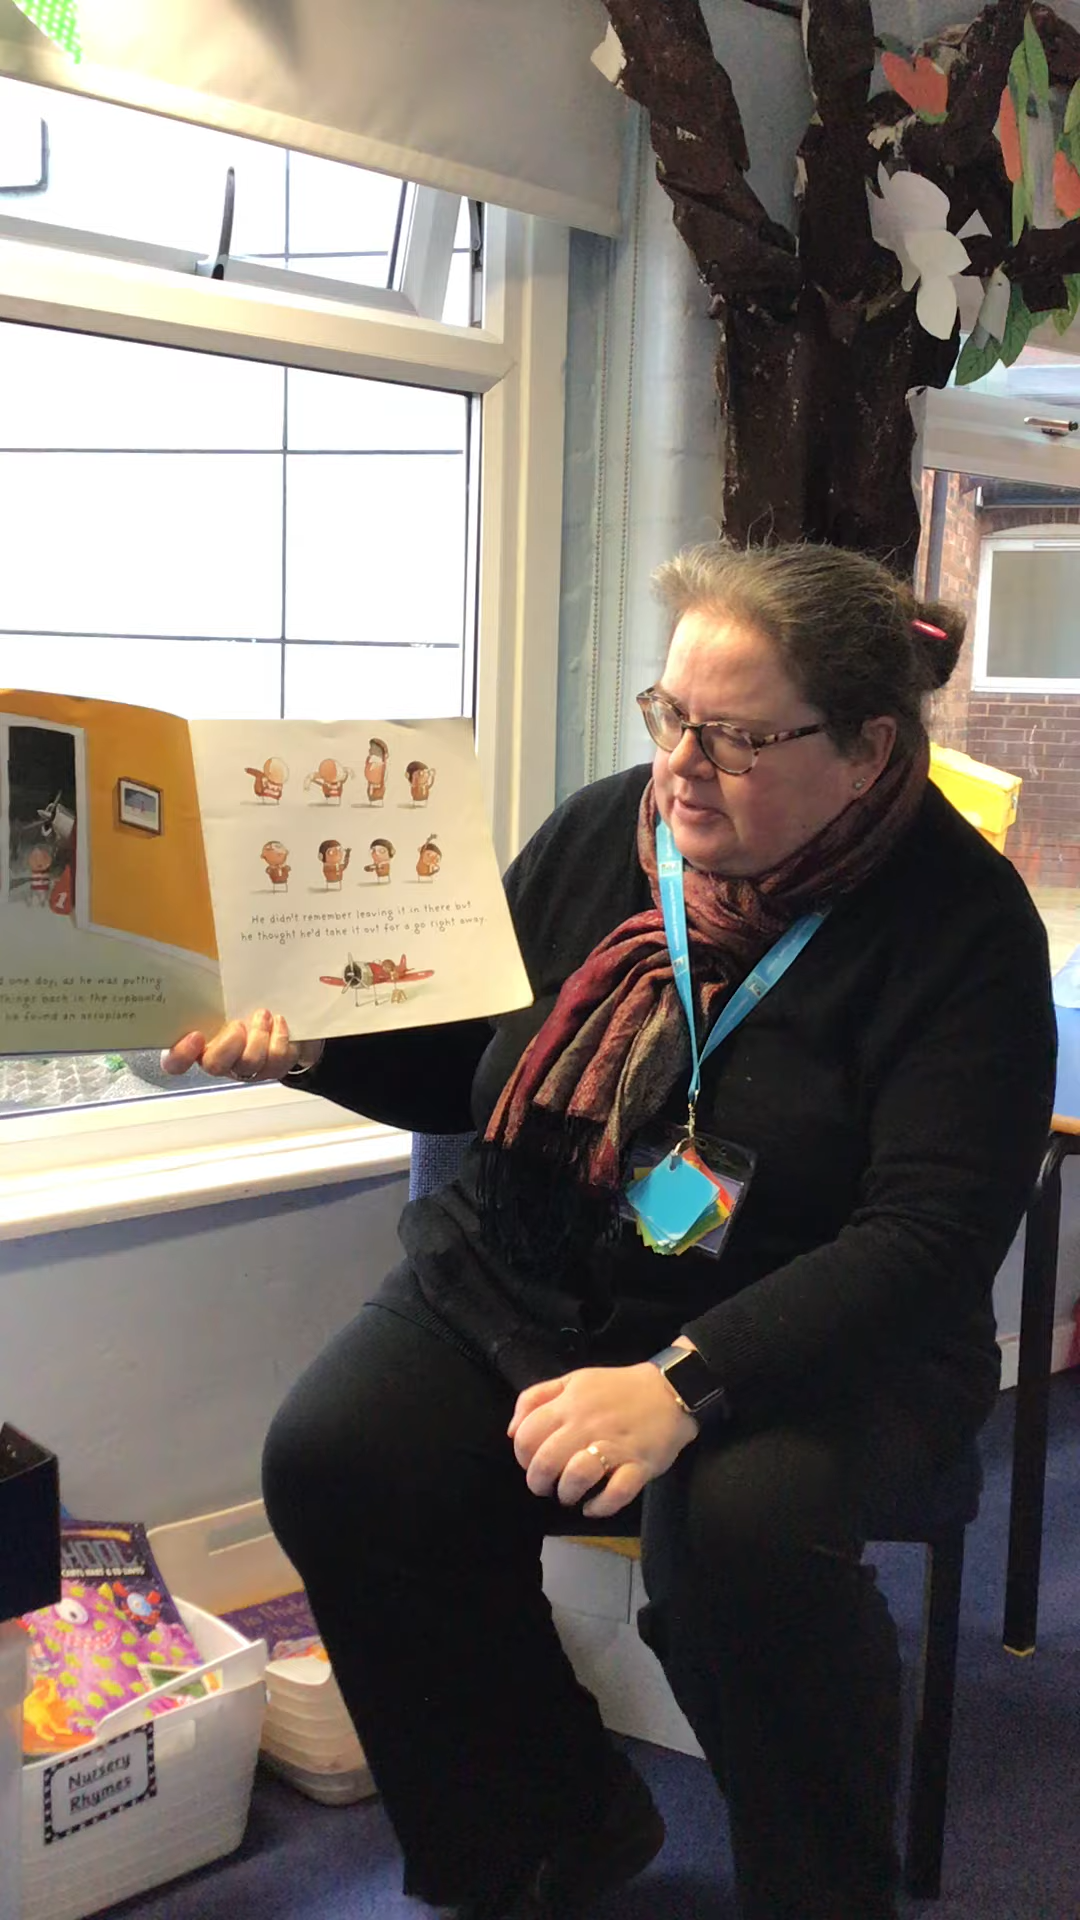 one day, as he was putting
things back in the cupboard,
he found an aeroplane.
He didn't remember leaving it in there but
he thought he'd take it out for a go right away.
1
Nursery
Rhymes